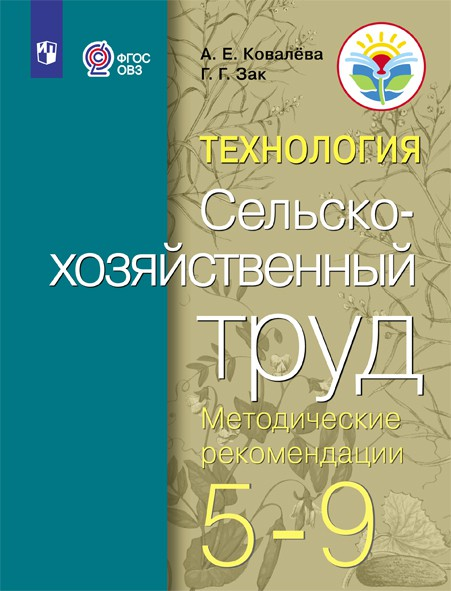 ФГОС
ОВЗ
А. Е. Ковалёва
Г. Г. Зак
ТЕХНОЛОГИЯ
Сельско-
хозяйственный
труд
Методические
рекомендации
5-9